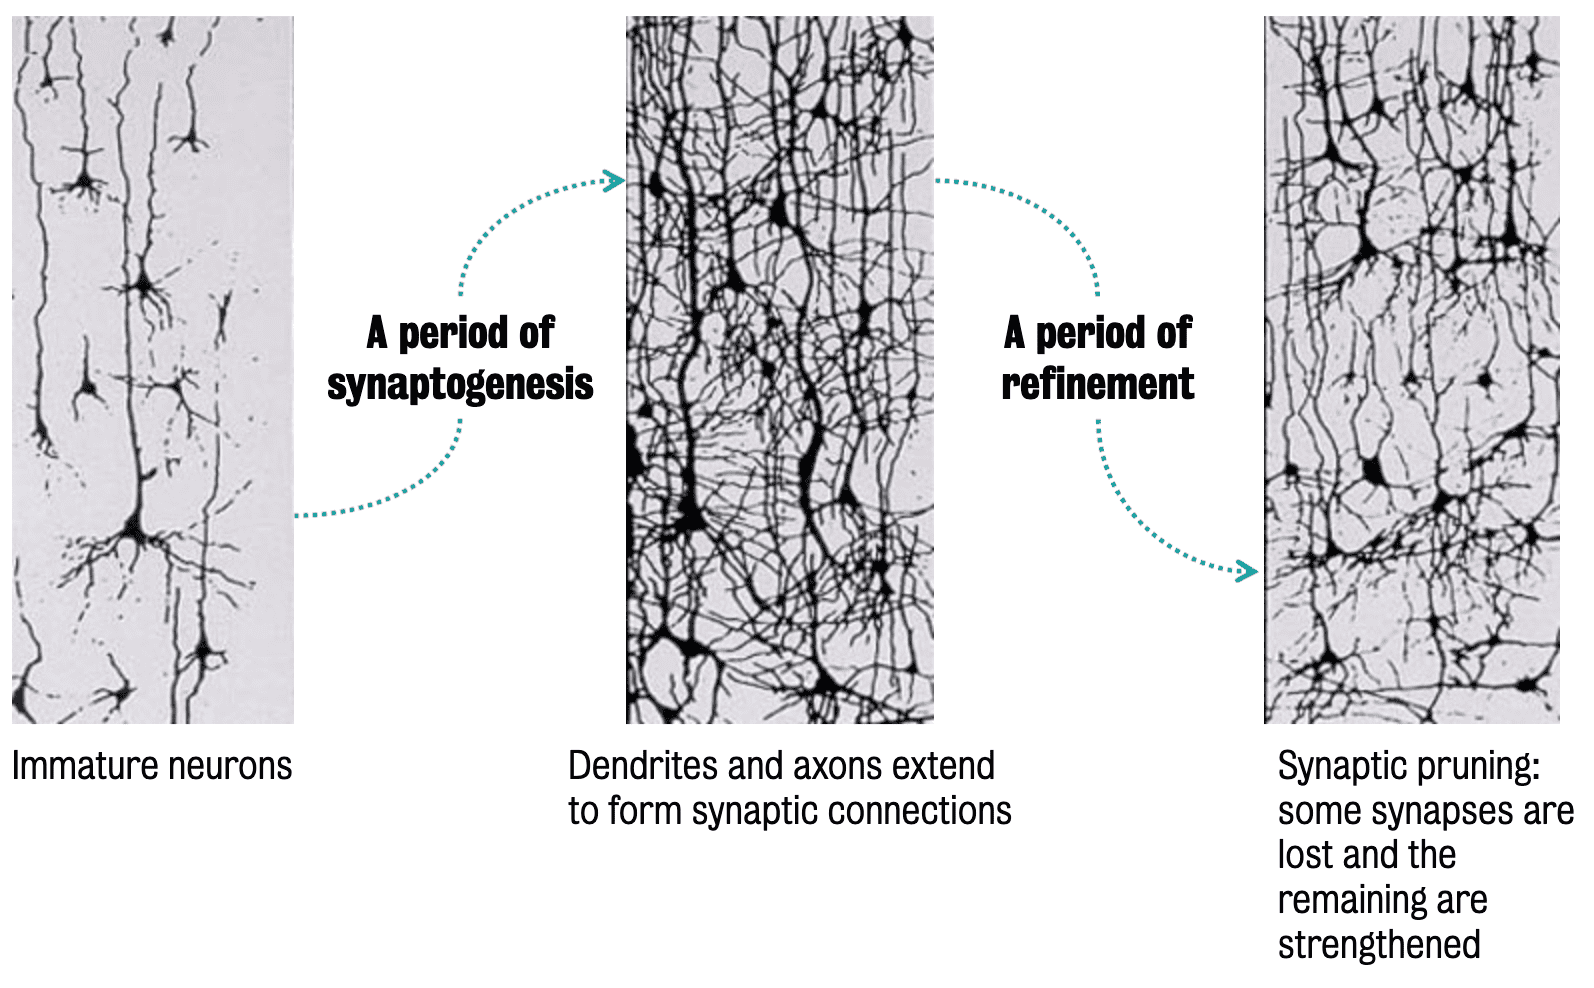 A period of
synaptogenesis
A period of
refinement
Immature neurons
Dendrites and axons extend
to form synaptic connections
Synaptic pruning:
some synapses are
lost and the
remaining are
strengthened